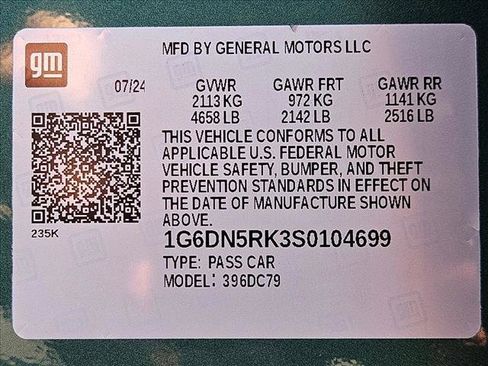 gm
MFD BY GENERAL MOTORS LLC
07/24 GVWR GAWR FRT GAWR RR
2113 KG 972 KG 1141 KG
4658 LB 2142 LB 2516 LB
THIS VEHICLE CONFORMS TO ALL
APPLICABLE U.S. FEDERAL MOTOR
VEHICLE SAFETY, BUMPER, AND THEFT
PREVENTION STANDARDS IN EFFECT ON
THE DATE OF MANUFACTURE SHOWN
ABOVE.
235K
1G6DN5RK3S0104699
TYPE: PASS CAR
MODEL: 396DC79